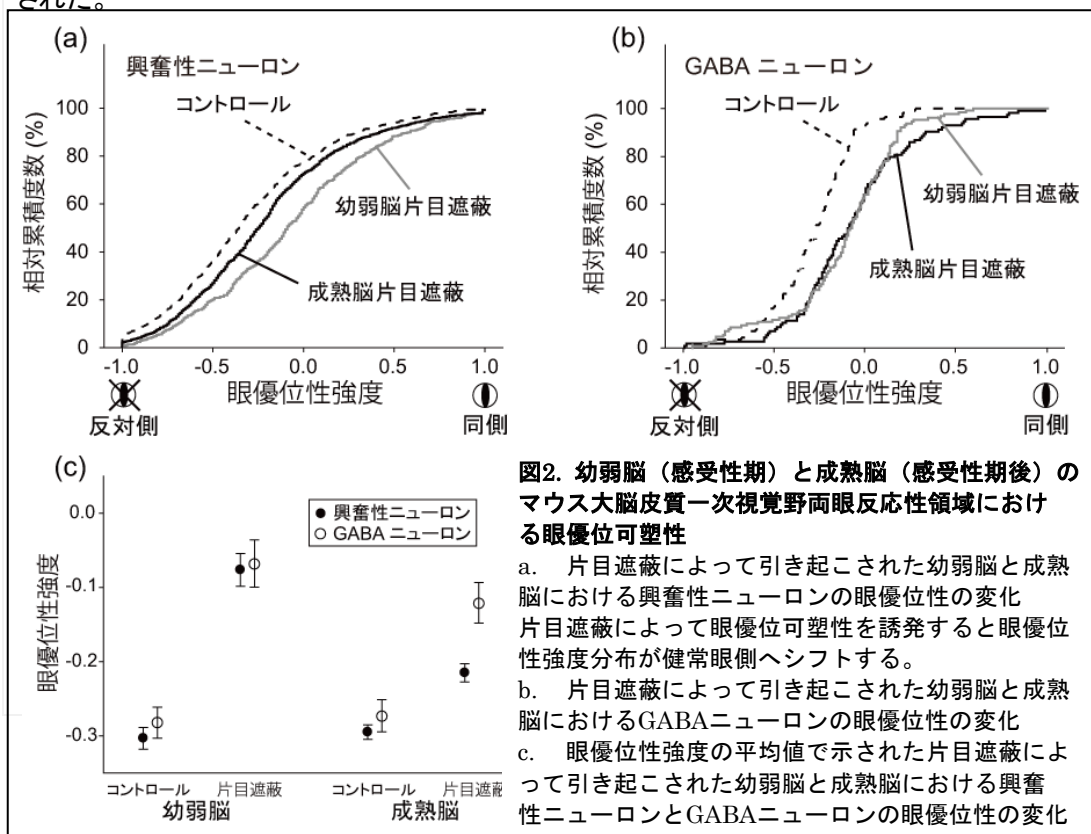 された。
(a)
興奮性ニューロン
コントロール
相対累積度数 (%)
100
80
60
40
20
0
幼弱脳片目遮蔽
成熟脳片目遮蔽
-1.0
-0.5
0.0
0.5
1.0
眼優位性強度
反対側
同側
(b)
GABA ニューロン
コントロール
相対累積度数 (%)
100
80
60
40
20
0
幼弱脳片目遮蔽
成熟脳片目遮蔽
-1.0
-0.5
0.0
0.5
1.0
眼優位性強度
反対側
同側
(c)
眼優位性強度
0.0
-0.1
-0.2
-0.3
興奮性ニューロン
GABA ニューロン
コントロール 片目遮蔽
幼弱脳
コントロール 片目遮蔽
成熟脳
図2. 幼弱脳（感受性期）と成熟脳（感受性期後）の
マウス大脳皮質一次視覚野両眼反応性領域におけ
る眼優位可塑性
a. 片目遮蔽によって引き起こされた幼弱脳と成熟
脳における興奮性ニューロンの眼優位性の変化
片目遮蔽によって眼優位可塑性を誘発すると眼優位
性強度分布が健常眼側へシフトする。
b. 片目遮蔽によって引き起こされた幼弱脳と成熟
脳におけるGABAニューロンの眼優位性の変化
c. 眼優位性強度の平均値で示された片目遮蔽によ
って引き起こされた幼弱脳と成熟脳における興奮
性ニューロンとGABAニューロンの眼優位性の変化